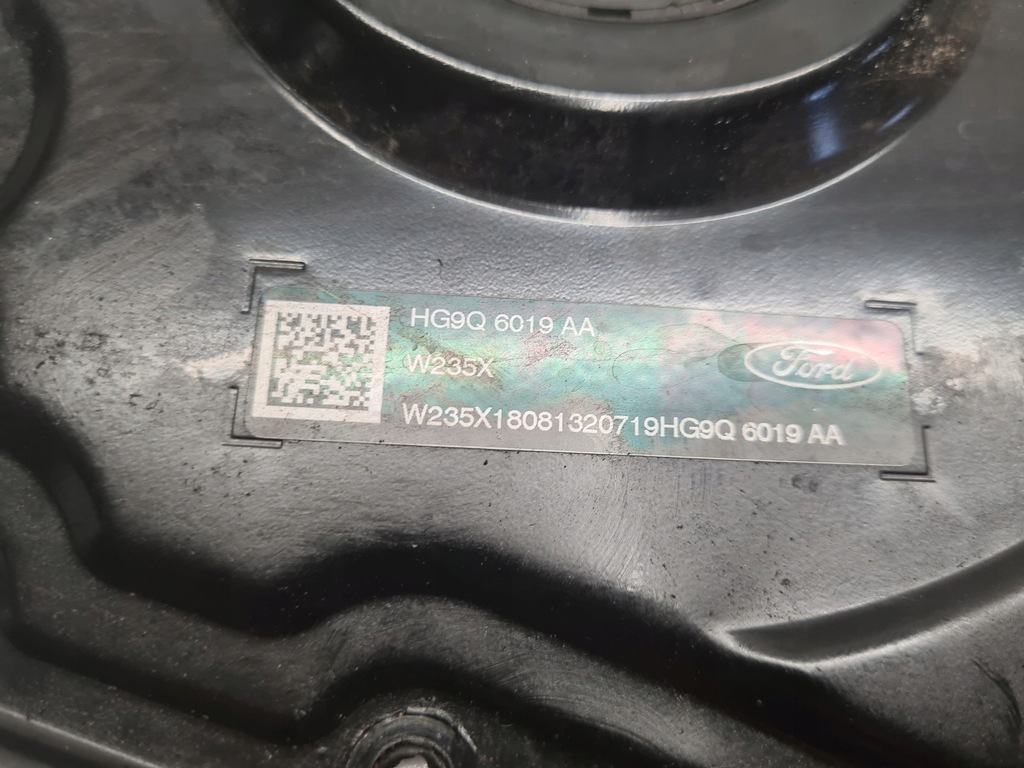 HG9Q 6019 AA
W235X
Ford
W235X18081320719HG9Q 6019 AA